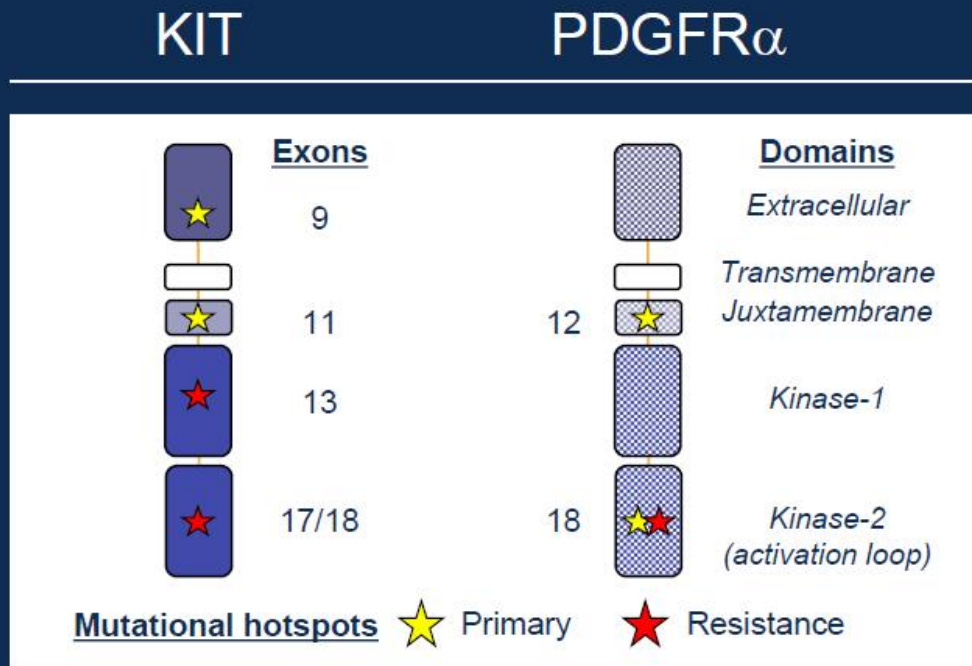 KIT PDGFRα
Exons Domains
9 Extracellular
Transmembrane
11 12 Juxtamembrane
13 Kinase-1
17/18 18 Kinase-2
(activation loop)
Mutational hotspots Primary Resistance